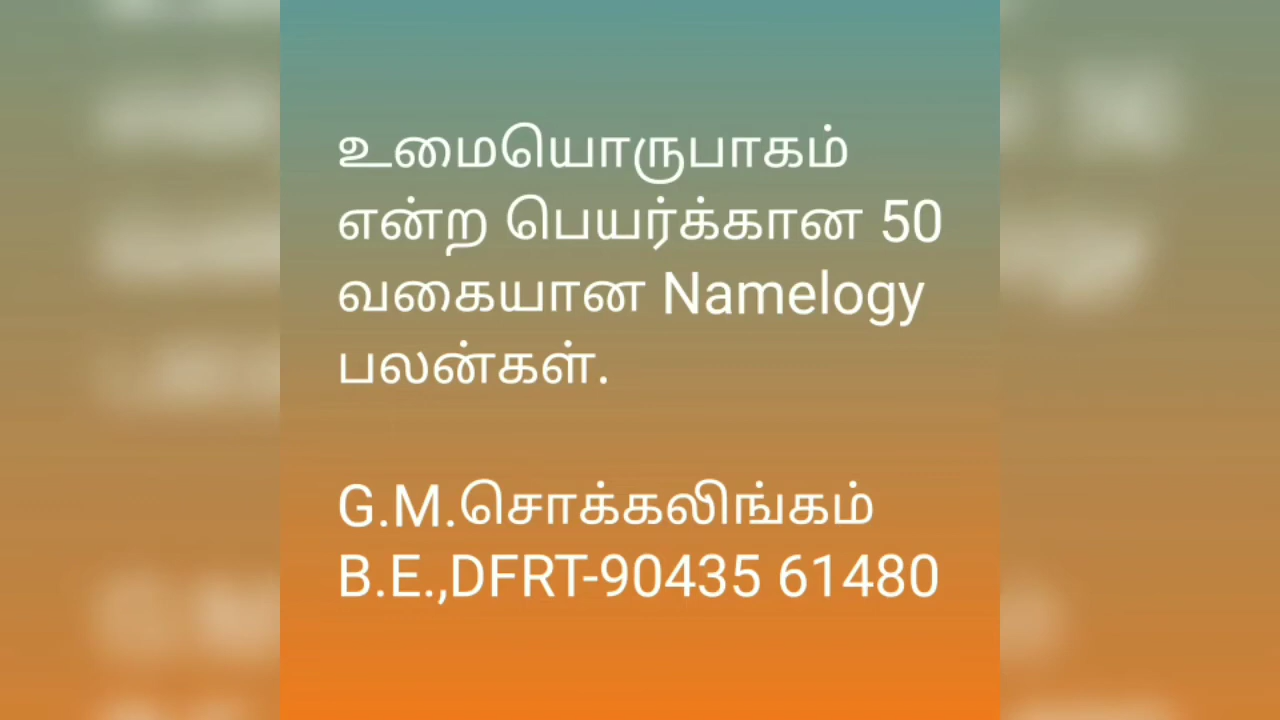 உமையொருபாகம்
என்ற பெயர்க்கான 50
வகையான Namelogy
பலன்கள்.
G.M.சொக்கலிங்கம்
B.E.,DFRT-90435 61480